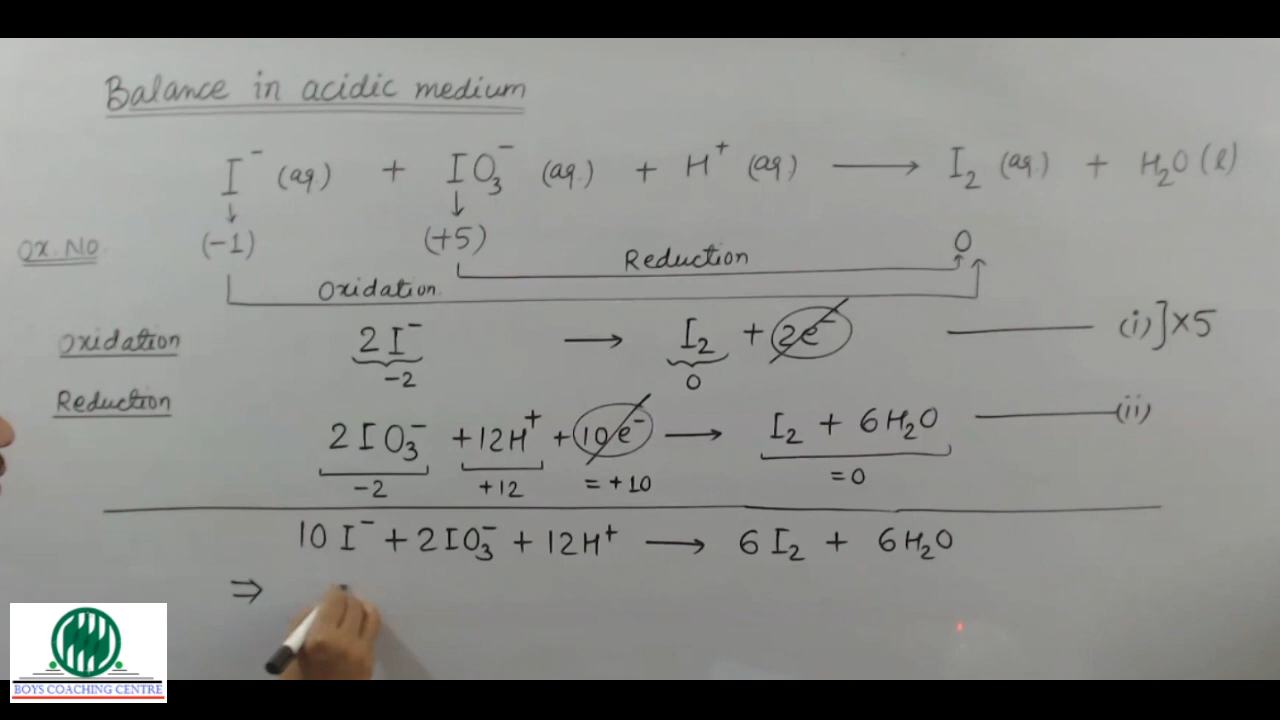 Balance in acidic medium
I⁻ (aq.) + IO₃⁻ (aq.) + H⁺ (aq.) ⟶ I₂ (aq.) + H₂O (l)
↓ ↓
Ox. No. (-1) (+5) 0
Reduction
Oxidation.
Oxidation 2I⁻ → I₂ + 2e⁻ — (i)] ×5
-2 0
Reduction
2IO₃⁻ + 12H⁺ + 10e⁻ → I₂ + 6H₂O — (ii)
-2 +12 = +10 = 0
10 I⁻ + 2IO₃⁻ + 12H⁺ → 6I₂ + 6H₂O
⇒
BOYS COACHING CENTRE